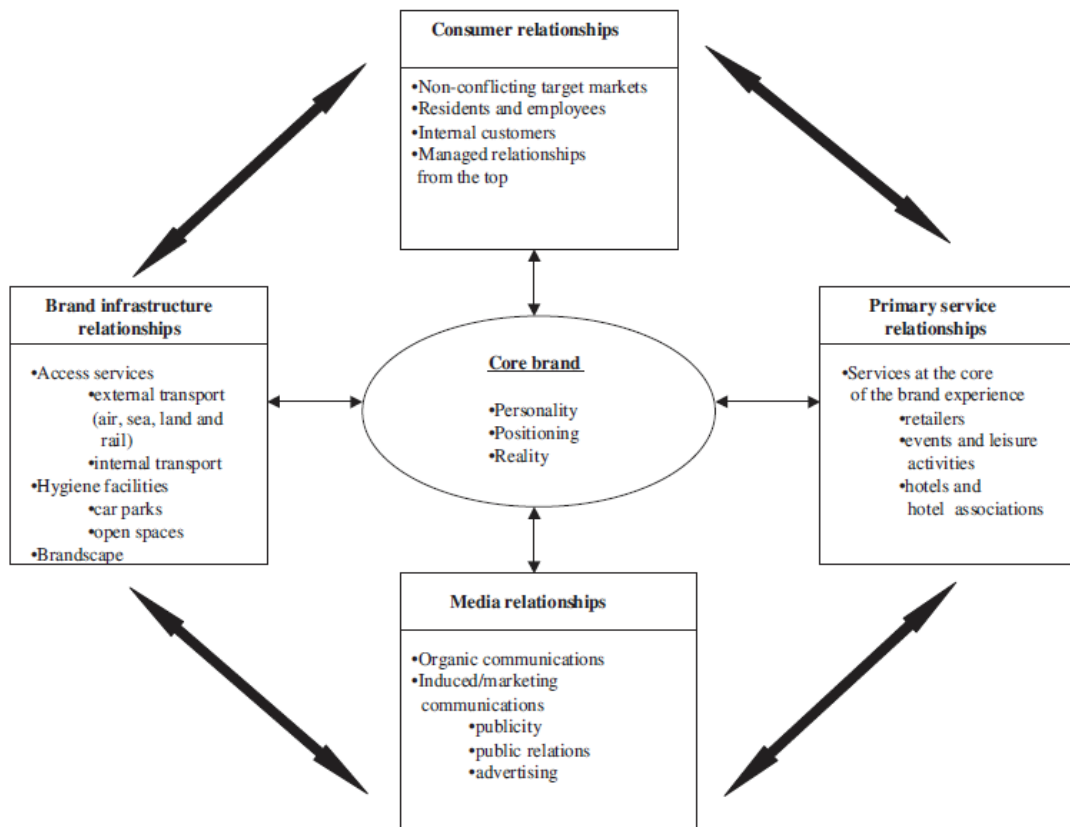 Consumer relationships
•Non-conflicting target markets
•Residents and employees
•Internal customers
•Managed relationships
from the top
Brand infrastructure
relationships
•Access services
•external transport
(air, sea, land and
rail)
•internal transport
•Hygiene facilities
•car parks
•open spaces
•Brandscape
Core brand
•Personality
•Positioning
•Reality
Primary service
relationships
•Services at the core
of the brand experience
•retailers
•events and leisure
activities
•hotels and
hotel associations
Media relationships
•Organic communications
•Induced/marketing
communications
•publicity
•public relations
•advertising